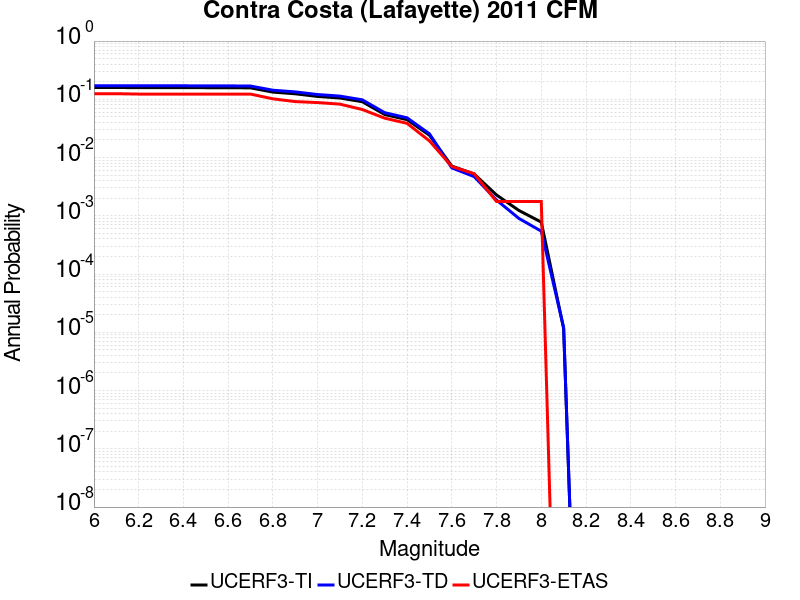 Contra Costa (Lafayette) 2011 CFM
10^0
10^-1
10^-2
10^-3
10^-4
10^-5
10^-6
10^-7
10^-8
Annual Probability
6 6.2 6.4 6.6 6.8 7 7.2 7.4 7.6 7.8 8 8.2 8.4 8.6 8.8 9
Magnitude
UCERF3-TI UCERF3-TD UCERF3-ETAS